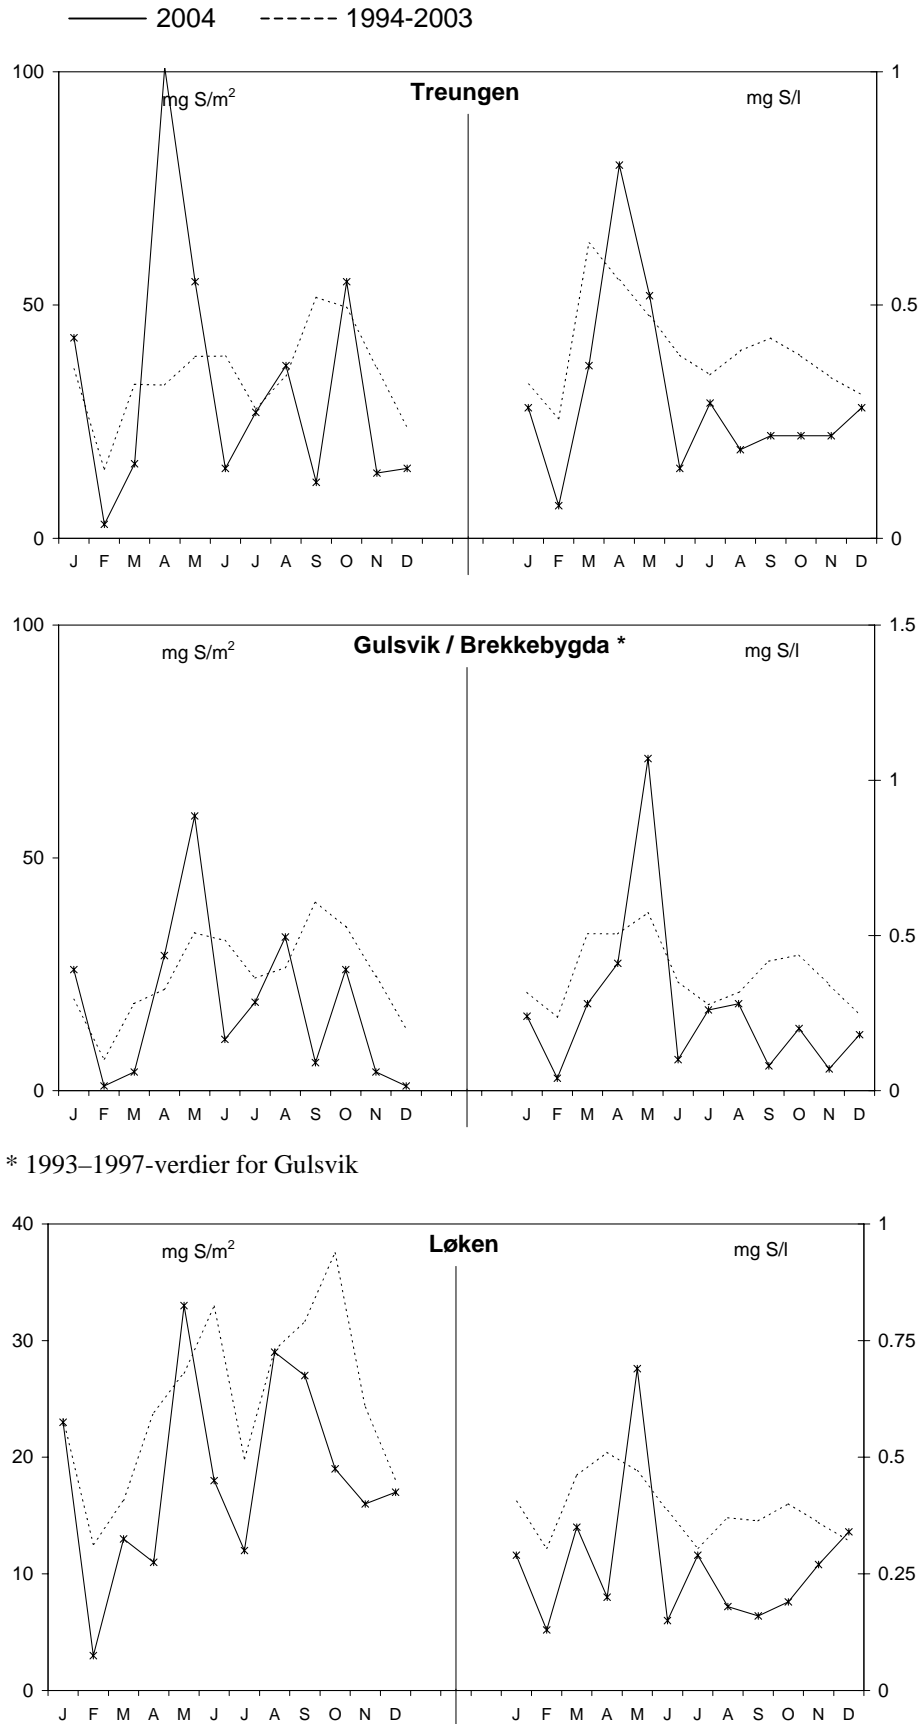 2004 1994-2003
Treungen
mg S/m² mg S/l
100 1
50 0.5
0 0
J F M A M J J A S O N D J F M A M J J A S O N D
Gulsvik / Brekkebygda *
mg S/m² mg S/l
100 1.5
1
50
0.5
0 0
J F M A M J J A S O N D J F M A M J J A S O N D
* 1993–1997-verdier for Gulsvik
Løken
mg S/m² mg S/l
40 1
30 0.75
20 0.5
10 0.25
0 0
J F M A M J J A S O N D J F M A M J J A S O N D